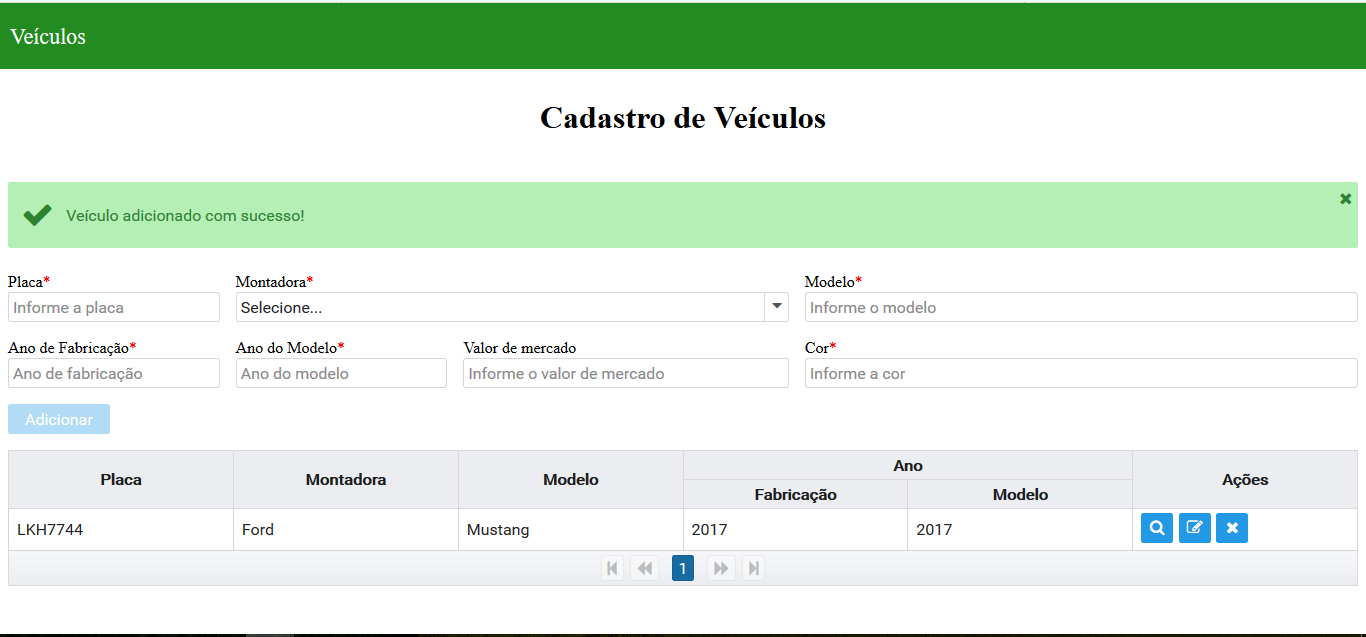 Veículos
Cadastro de Veículos
Veículo adicionado com sucesso!
Placa* Montadora* Modelo*
Informe a placa Selecione... Informe o modelo
Ano de Fabricação* Ano do Modelo* Valor de mercado Cor*
Ano de fabricação Ano do modelo Informe o valor de mercado Informe a cor
Adicionar
Placa Montadora Modelo Ano Ações
Fabricação Modelo
LKH7744 Ford Mustang 2017 2017
1